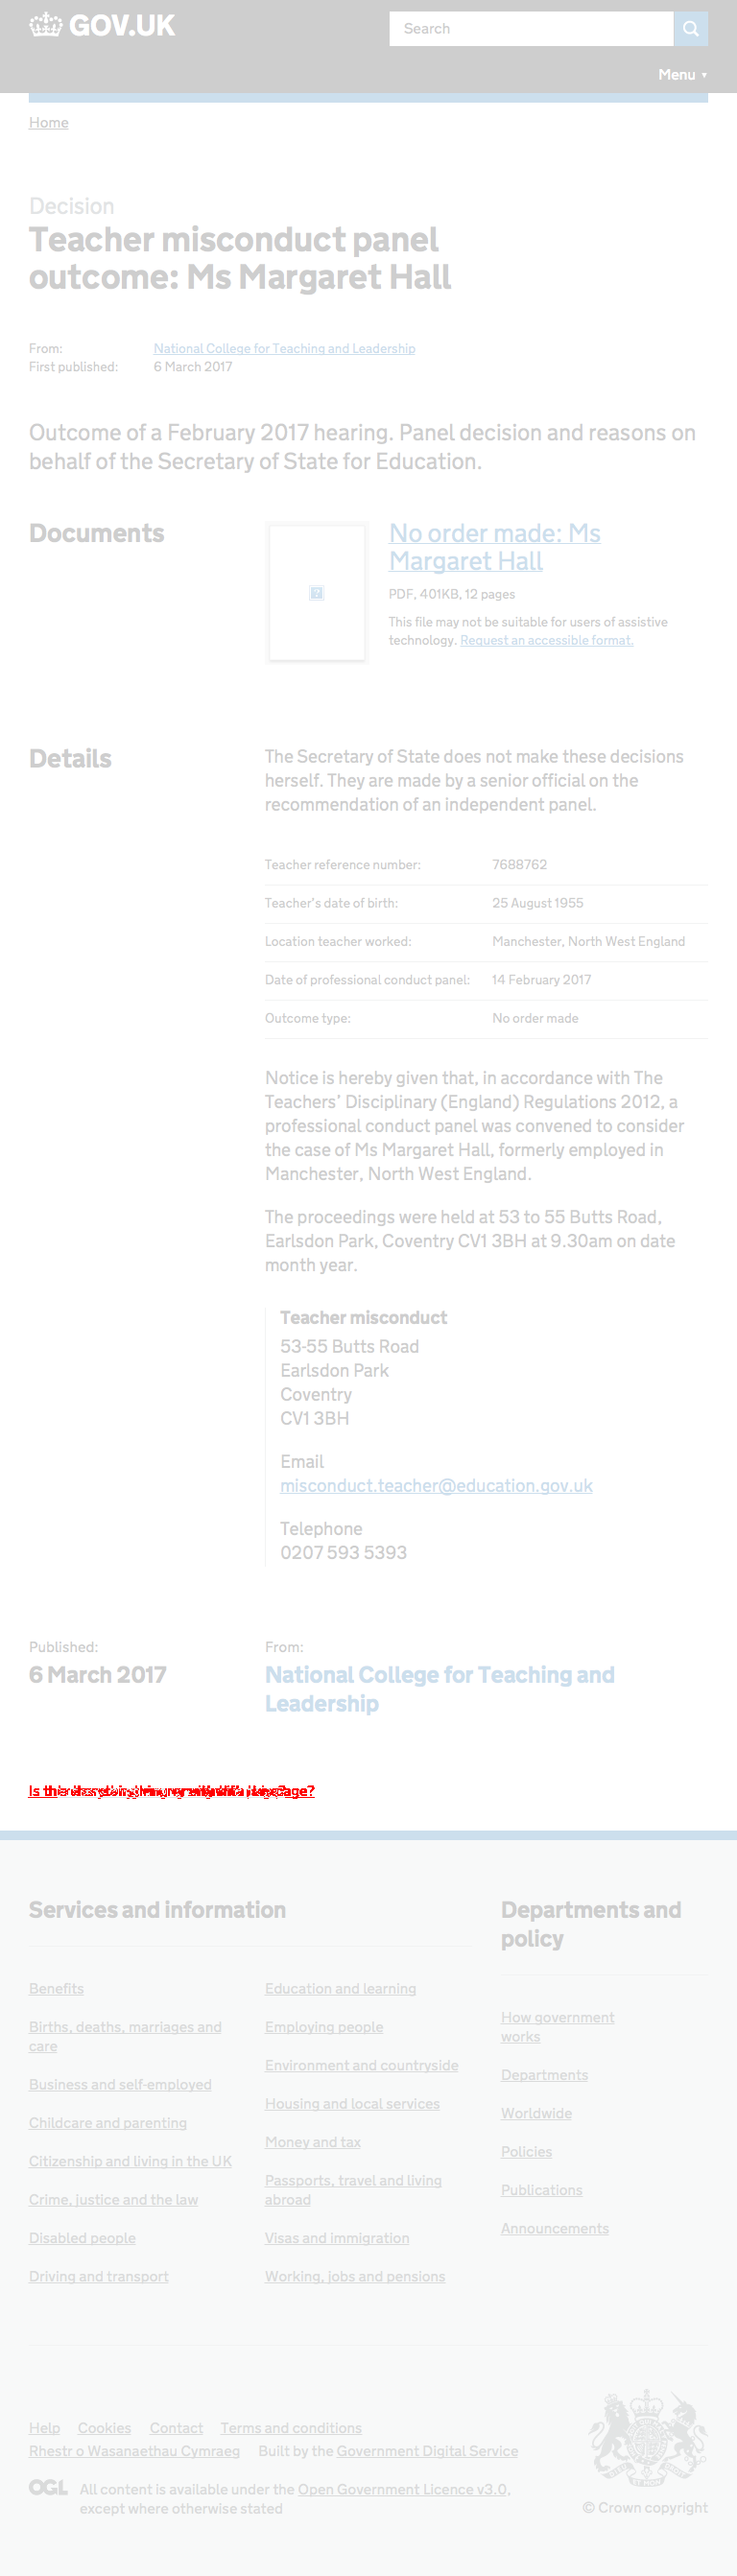 GOV.UK
Search
Menu ▼
Home
Decision
Teacher misconduct panel
outcome: Ms Margaret Hall
From: National College for Teaching and Leadership
First published: 6 March 2017
Outcome of a February 2017 hearing. Panel decision and reasons on
behalf of the Secretary of State for Education.
Documents
No order made: Ms
Margaret Hall
PDF, 401KB, 12 pages
This file may not be suitable for users of assistive
technology. Request an accessible format.
Details
The Secretary of State does not make these decisions
herself. They are made by a senior official on the
recommendation of an independent panel.
Teacher reference number: 7688762
Teacher's date of birth: 25 August 1955
Location teacher worked: Manchester, North West England
Date of professional conduct panel: 14 February 2017
Outcome type: No order made
Notice is hereby given that, in accordance with The
Teachers' Disciplinary (England) Regulations 2012, a
professional conduct panel was convened to consider
the case of Ms Margaret Hall, formerly employed in
Manchester, North West England.
The proceedings were held at 53 to 55 Butts Road,
Earlsdon Park, Coventry CV1 3BH at 9.30am on date
month year.
Teacher misconduct
53-55 Butts Road
Earlsdon Park
Coventry
CV1 3BH
Email
misconduct.teacher@education.gov.uk
Telephone
0207 593 5393
Published:
6 March 2017
From:
National College for Teaching and
Leadership
Services and information
Benefits
Births, deaths, marriages and
care
Business and self-employed
Childcare and parenting
Citizenship and living in the UK
Crime, justice and the law
Disabled people
Driving and transport
Education and learning
Employing people
Environment and countryside
Housing and local services
Money and tax
Passports, travel and living
abroad
Visas and immigration
Working, jobs and pensions
Departments and
policy
How government
works
Departments
Worldwide
Policies
Publications
Announcements
Help Cookies Contact Terms and conditions
Rhestr o Wasanaethau Cymraeg Built by the Government Digital Service
OGL All content is available under the Open Government Licence v3.0,
except where otherwise stated
© Crown copyright